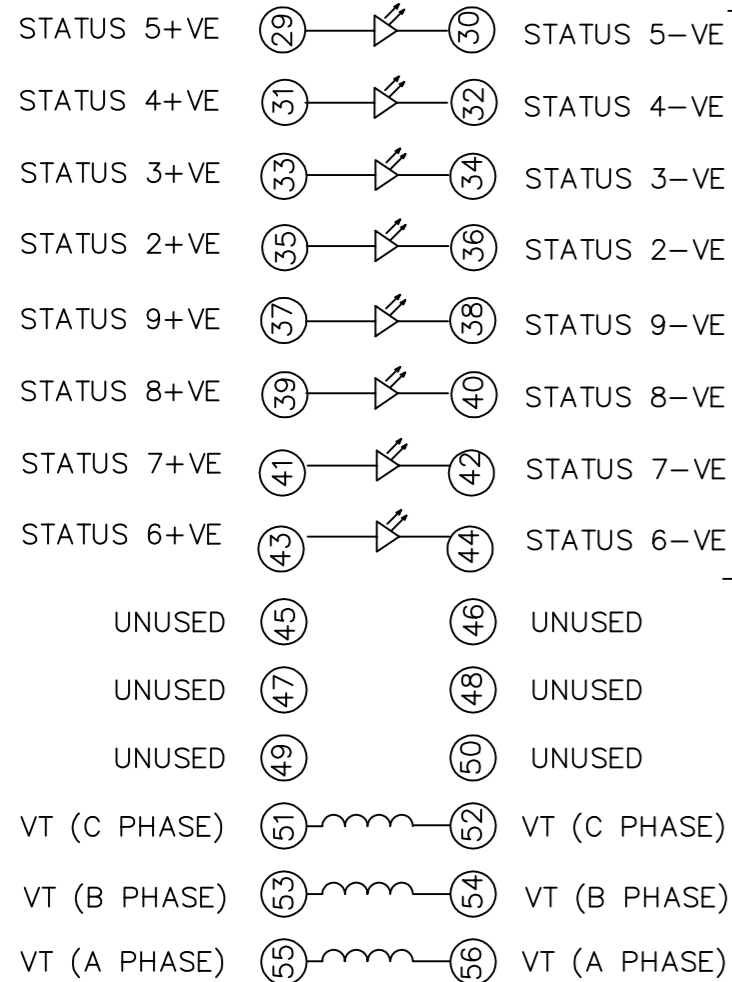 STATUS 5+VE 29 30 STATUS 5-VE
STATUS 4+VE 31 32 STATUS 4-VE
STATUS 3+VE 33 34 STATUS 3-VE
STATUS 2+VE 35 36 STATUS 2-VE
STATUS 9+VE 37 38 STATUS 9-VE
STATUS 8+VE 39 40 STATUS 8-VE
STATUS 7+VE 41 42 STATUS 7-VE
STATUS 6+VE 43 44 STATUS 6-VE
UNUSED 45 46 UNUSED
UNUSED 47 48 UNUSED
UNUSED 49 50 UNUSED
VT (C PHASE) 51 52 VT (C PHASE)
VT (B PHASE) 53 54 VT (B PHASE)
VT (A PHASE) 55 56 VT (A PHASE)